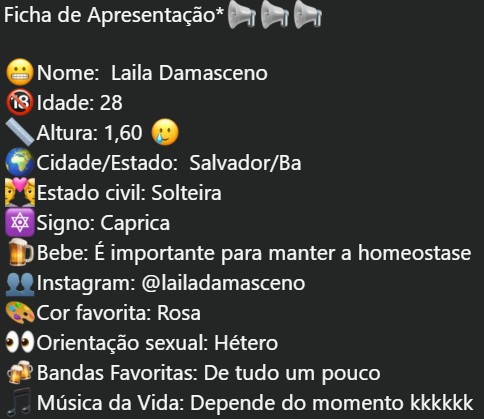 Ficha de Apresentação*📢📢📢
😬Nome:  Laila Damasceno
🔞Idade: 28
📏Altura: 1,60 🥲
🌍Cidade/Estado:  Salvador/Ba
💏Estado civil: Solteira
🔯Signo: Caprica
🍺Bebe: É importante para manter a homeostase
👥Instagram: @lailadamasceno
🎨Cor favorita: Rosa
👀Orientação sexual: Hétero
🍻Bandas Favoritas: De tudo um pouco
🎵Música da Vida: Depende do momento kkkkkk